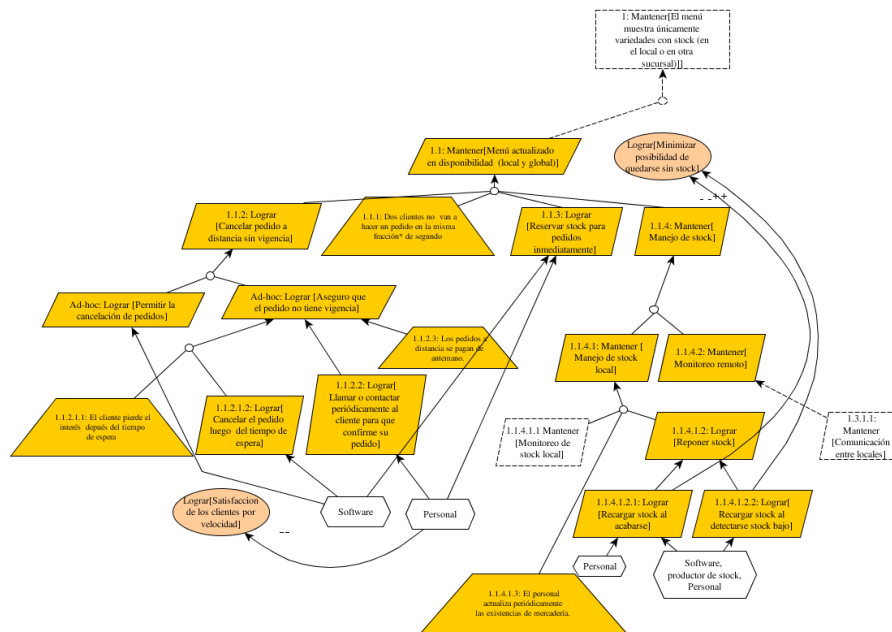 1: Mantener[El menú
muestra únicamente
variedades con stock (en
el local o en otra
sucursal)]]
1.1: Mantener[Menú actualizado
en disponibilidad (local y global)]
Lograr[Minimizar
posibilidad de
quedarse sin stock]
--
++
1.1.2: Lograr
[Cancelar pedido a
distancia sin vigencia]
1.1.1: Dos clientes no van a
hacer un pedido en la misma
fracción* de segundo
1.1.3: Lograr
[Reservar stock para
pedidos
inmediatamente]
1.1.4: Mantener[
Manejo de stock]
Ad-hoc: Lograr [Permitir la
cancelación de pedidos]
Ad-hoc: Lograr [Aseguro que
el pedido no tiene vigencia]
1.1.2.3: Los pedidos a
distancia se pagan de
antemano.
1.1.4.1: Mantener [
Manejo de stock
local]
1.1.4.2: Mantener[
Monitoreo remoto]
1.1.2.1.1: El cliente pierde el
interés depués del tiempo
de espera
1.1.2.1.2: Lograr[
Cancelar el pedido
luego del tiempo de
espera]
1.1.2.2: Lograr[
Llamar o contactar
periódicamente al
cliente para que
confirme su
pedido]
1.1.4.1.1 Mantener
[Monitoreo de
stock local]
1.1.4.1.2: Lograr
[Reponer stock]
1.3.1.1:
Mantener
[Comunicación
entre locales]
Lograr[Satisfaccion
de los clientes por
velocidad]
--
Software
Personal
1.1.4.1.2.1: Lograr
[Recargar stock al
acabarse]
1.1.4.1.2.2: Lograr[
Recargar stock al
detectarse stock bajo]
Personal
Software,
productor de stock,
Personal
1.1.4.1.3: El personal
actualiza periódicamente
las existencias de mercadería.